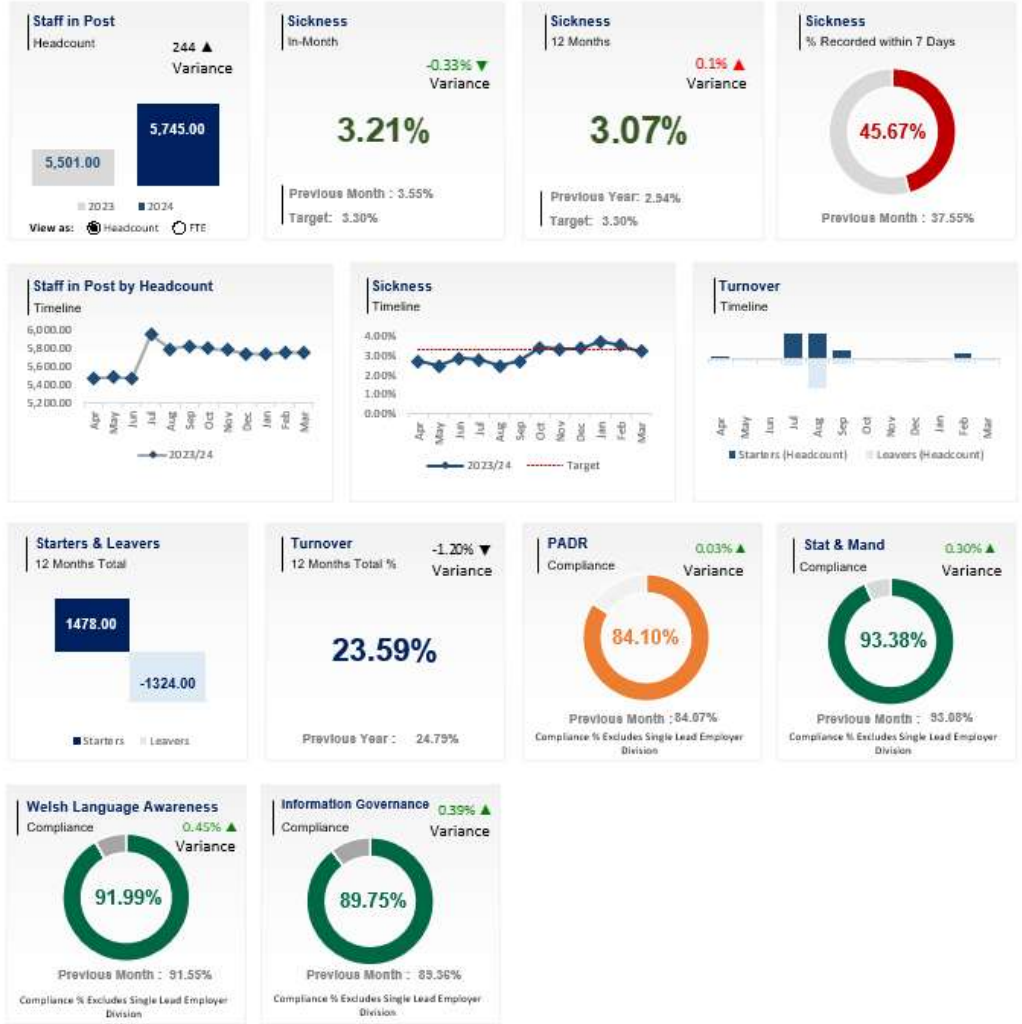 Staff in Post
Headcount
244 ▲
Variance
5,501.00
5,745.00
2023 2024
View as: Headcount FTE
Sickness
In-Month
-0.33% ▼
Variance
3.21%
Previous Month : 3.55%
Target: 3.30%
Sickness
12 Months
0.1% ▲
Variance
3.07%
Previous Year: 2.94%
Target: 3.30%
Sickness
% Recorded within 7 Days
45.67%
Previous Month : 37.55%
Staff in Post by Headcount
Timeline
6,000.00
5,800.00
5,600.00
5,400.00
5,200.00
Apr May Jun Jul Aug Sep Oct Nov Dec Jan Feb Mar
2023/24
Sickness
Timeline
4.00%
3.00%
2.00%
1.00%
0.00%
Apr May Jun Jul Aug Sep Oct Nov Dec Jan Feb Mar
2023/24 Target
Turnover
Timeline
Apr May Jun Jul Aug Sep Oct Nov Dec Jan Feb Mar
Starters (Headcount) Leavers (Headcount)
Starters & Leavers
12 Months Total
1478.00
-1324.00
Starters Leavers
Turnover
12 Months Total %
-1.20% ▼
Variance
23.59%
Previous Year : 24.79%
PADR
Compliance
0.03% ▲
Variance
84.10%
Previous Month : 84.07%
Compliance % Excludes Single Lead Employer
Division
Stat & Mand
Compliance
0.30% ▲
Variance
93.38%
Previous Month : 93.08%
Compliance % Excludes Single Lead Employer
Division
Welsh Language Awareness
Compliance
0.45% ▲
Variance
91.99%
Previous Month : 91.55%
Compliance % Excludes Single Lead Employer
Division
Information Governance
Compliance
0.39% ▲
Variance
89.75%
Previous Month : 89.36%
Compliance % Excludes Single Lead Employer
Division